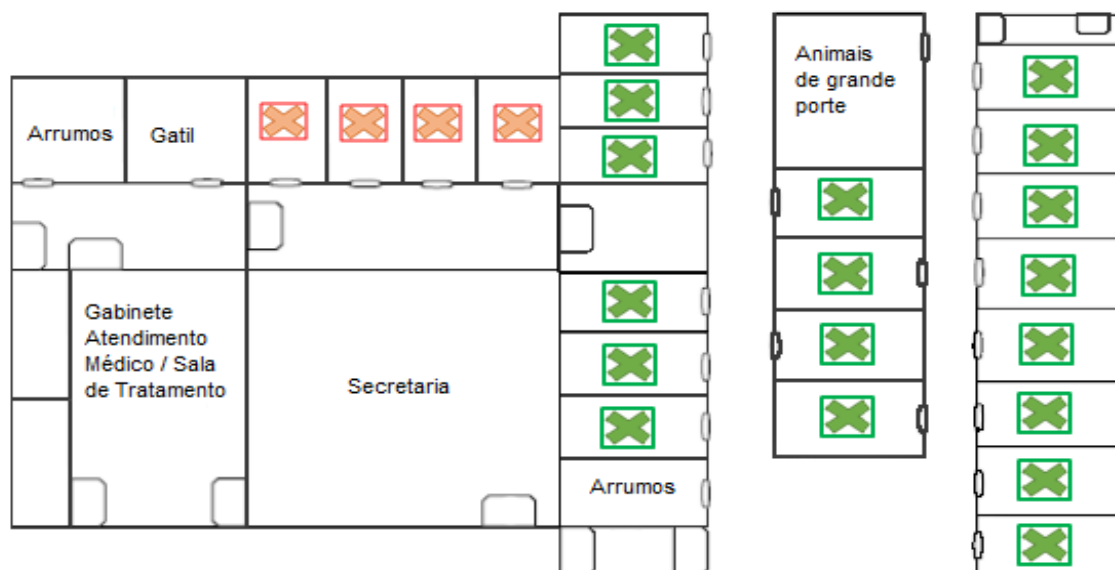 Arrumos
Gatil
Animais
de grande
porte
Gabinete
Atendimento
Médico / Sala
de Tratamento
Secretaria
Arrumos